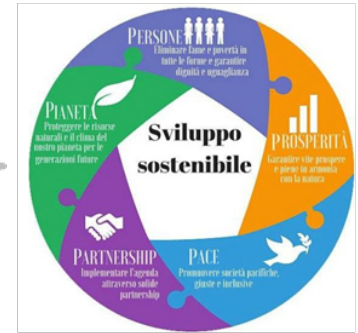 PERSONE
Eliminare fame e povertà in
tutte le forme e garantire
dignità e uguaglianza
PIANETA
Proteggere le risorse
naturali e il clima del
nostro pianeta per le
generazioni future
Sviluppo
sostenibile
PROSPERITÀ
Garantire vite prospere
e piene in armonia
con la natura
PARTNERSHIP
Implementare l'agenda
attraverso solide
partnership
PACE
Promuovere società pacifiche,
giuste e inclusive